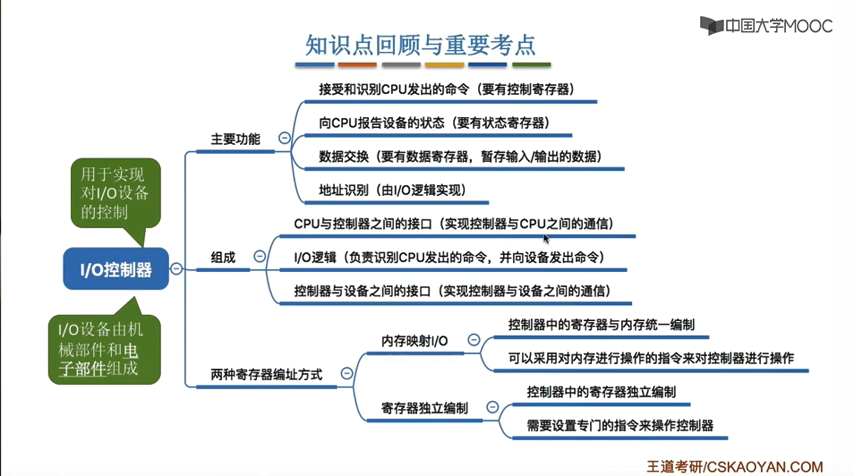 中国大学MOOC
知识点回顾与重要考点
接受和识别CPU发出的命令（要有控制寄存器）
向CPU报告设备的状态（要有状态寄存器）
主要功能
数据交换（要有数据寄存器，暂存输入/输出的数据）
地址识别（由I/O逻辑实现）
用于实现
对I/O设备
的控制
CPU与控制器之间的接口（实现控制器与CPU之间的通信）
组成
I/O逻辑（负责识别CPU发出的命令，并向设备发出命令）
I/O控制器
控制器与设备之间的接口（实现控制器与设备之间的通信）
I/O设备由机
械部件和电
子部件组成
控制器中的寄存器与内存统一编制
内存映射I/O
可以采用对内存进行操作的指令来对控制器进行操作
两种寄存器编址方式
控制器中的寄存器独立编制
寄存器独立编制
需要设置专门的指令来操作控制器
王道考研/CSKAOYAN.COM